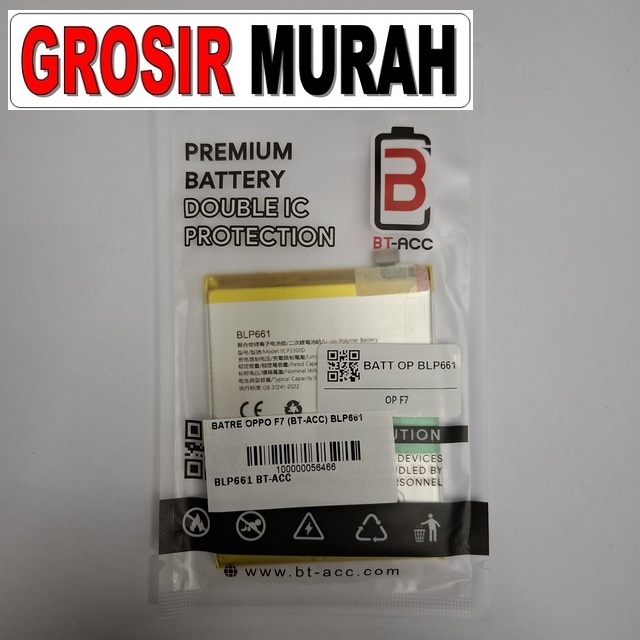 GROSIR MURAH
PREMIUM
BATTERY
DOUBLE IC
PROTECTION
B
BT-ACC
BLP661
BATT OP BLP661
OP F7
BATRE OPPO F7 (BT-ACC) BLP661
100000056466
BLP661 BT-ACC
UTION
DEVICES
DLED BY
PERSONNEL
www.bt-acc.com